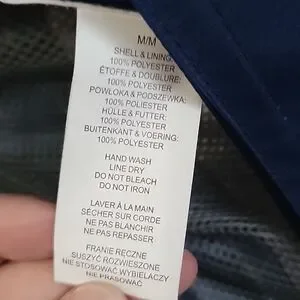 M/M
SHELL & LINING:
100% POLYESTER
ÉTOFFE & DOUBLURE:
100% POLYESTER
POWLOKA & PODSZEWKA:
100% POLIESTER
HÜLLE & FUTTER:
100% POLYESTER
BUITENKANT & VOERING:
100% POLYESTER
HAND WASH
LINE DRY
DO NOT BLEACH
DO NOT IRON
LAVER À LA MAIN
SÉCHER SUR CORDE
NE PAS BLANCHIR
NE PAS REPASSER
FRANIE RĘCZNE
SUSZYĆ ROZWIESZONE
NIE STOSOWAĆ WYBIELACZY
NIE PRASOWAĆ